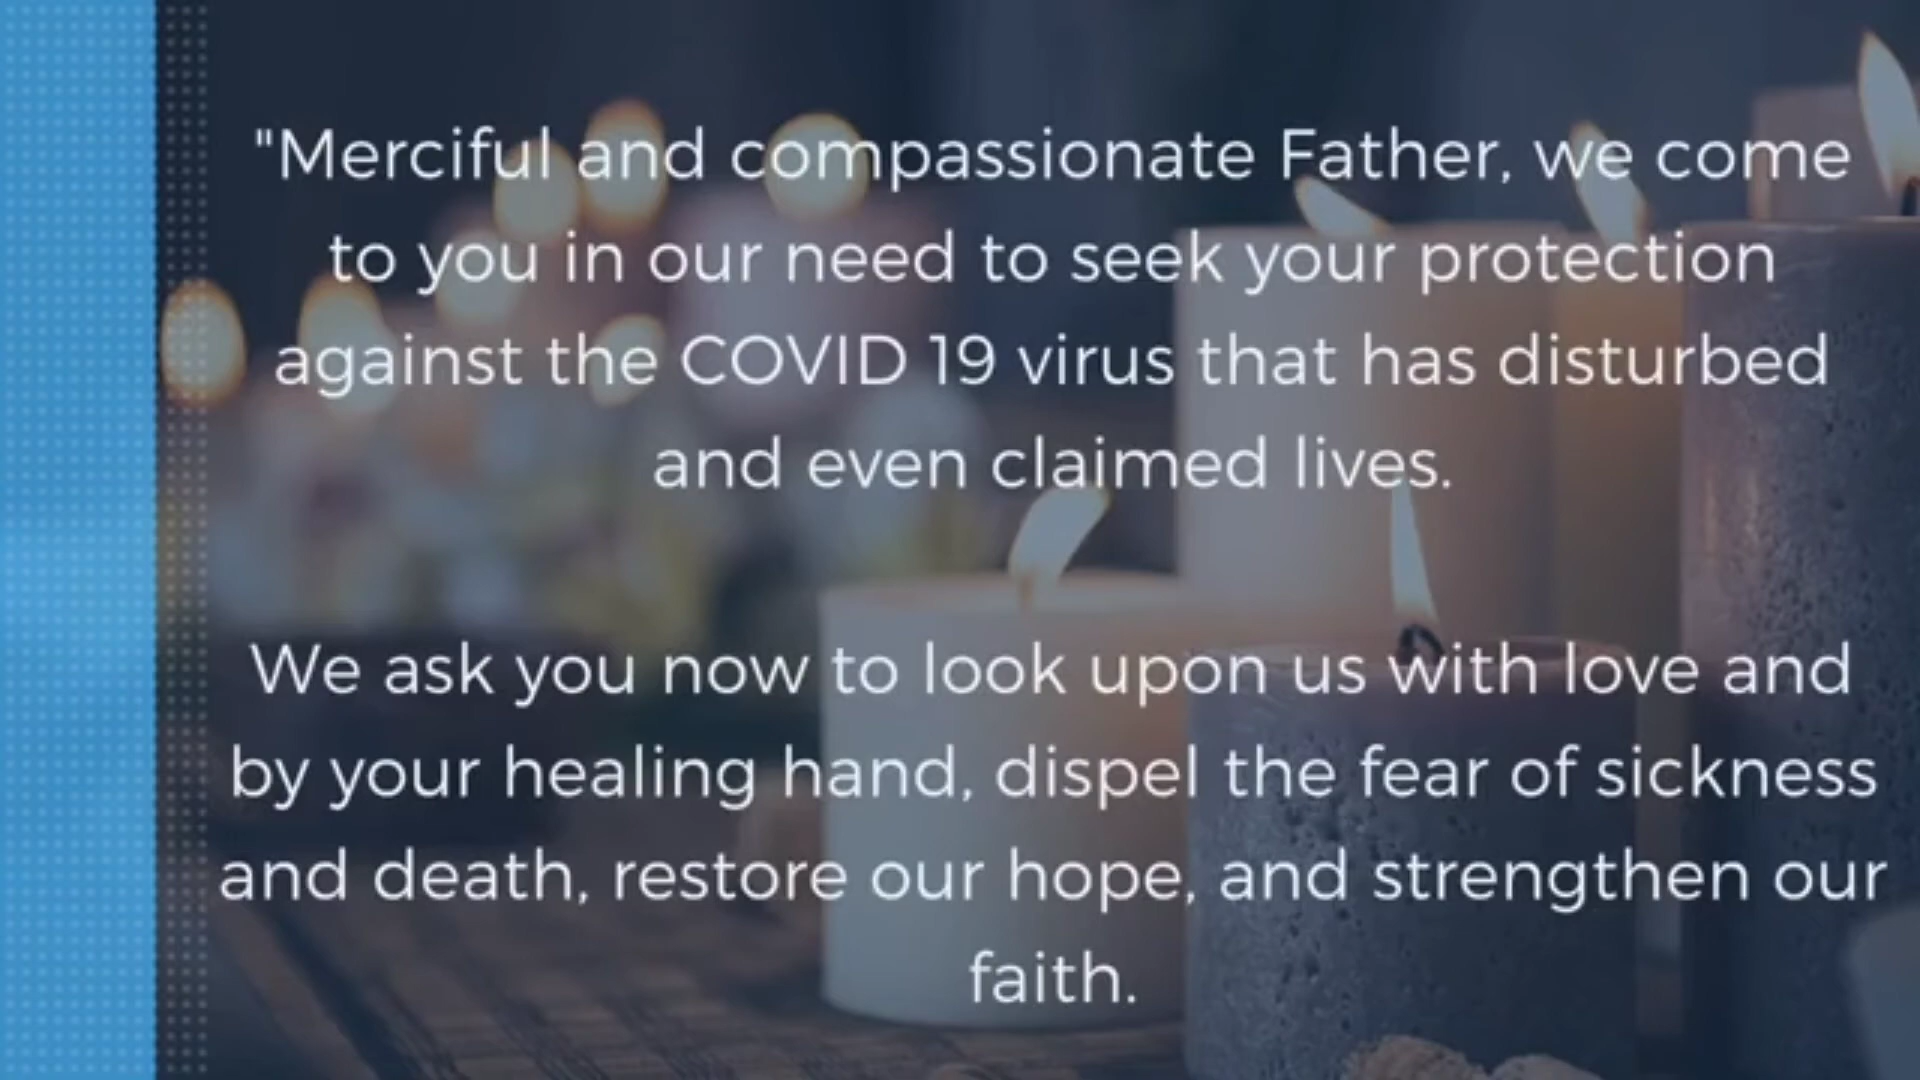 "Merciful and compassionate Father, we come
to you in our need to seek your protection
against the COVID 19 virus that has disturbed
and even claimed lives.
We ask you now to look upon us with love and
by your healing hand, dispel the fear of sickness
and death, restore our hope, and strengthen our
faith.